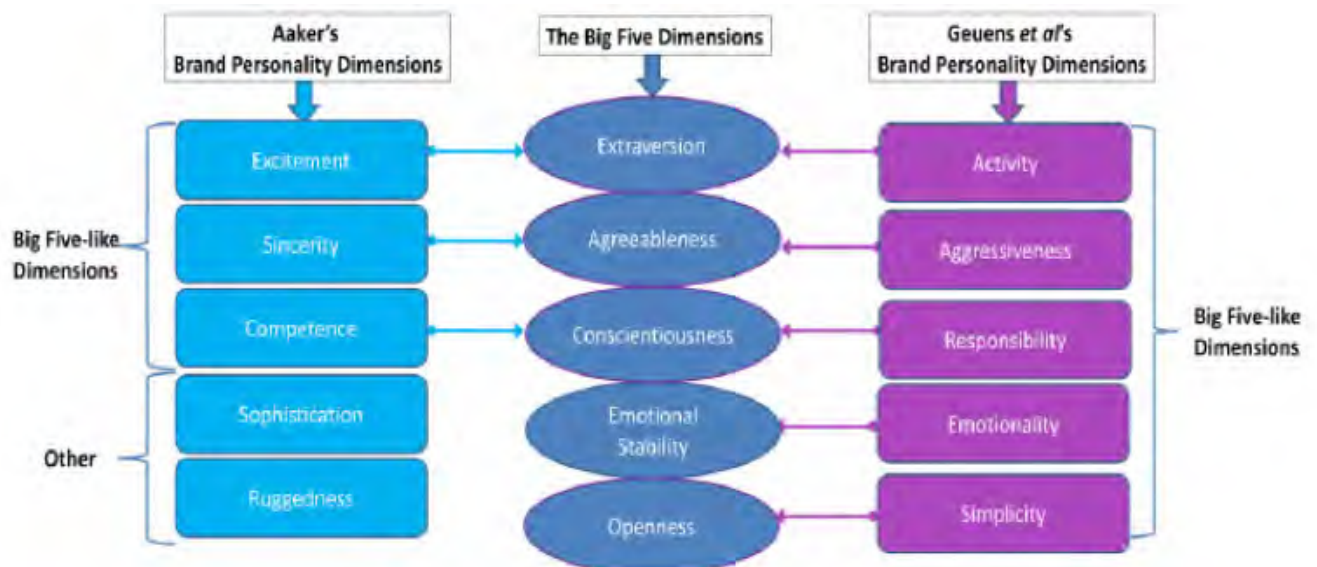 Aaker's
Brand Personality Dimensions
The Big Five Dimensions
Geuens et al's
Brand Personality Dimensions
Big Five-like
Dimensions
Other
Excitement
Sincerity
Competence
Sophistication
Ruggedness
Extraversion
Agreeableness
Conscientiousness
Emotional
Stability
Openness
Activity
Aggressiveness
Responsibility
Emotionality
Simplicity
Big Five-like
Dimensions